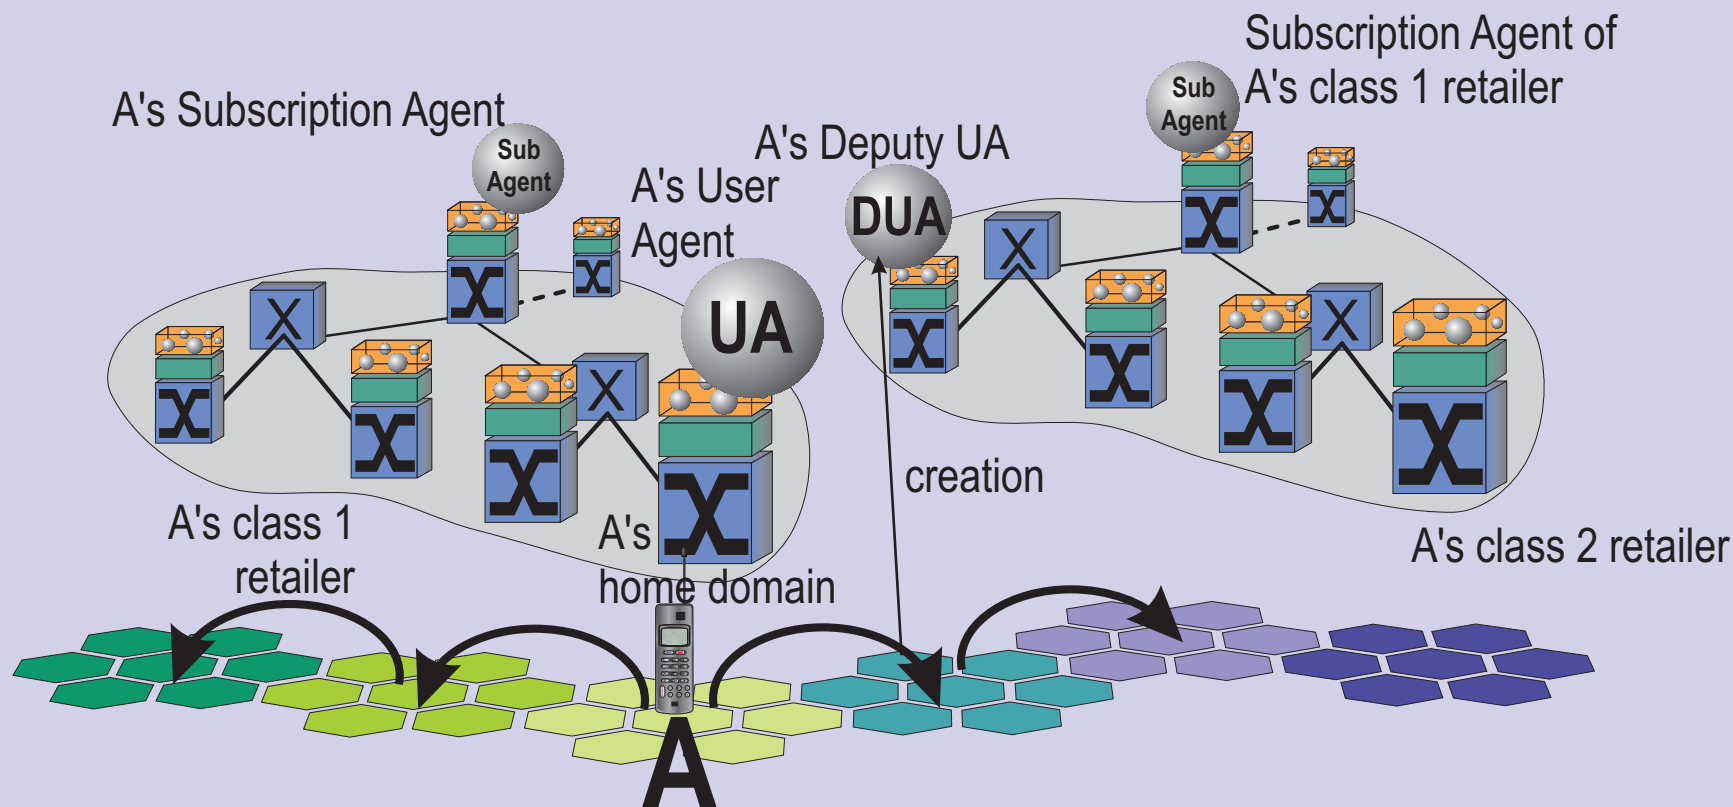 Subscription Agent of
A's class 1 retailer
Sub
Agent
A's Subscription Agent
Sub
Agent
A's Deputy UA
A's User
Agent
DUA
X
X
UA
X
X
creation
A's class 1
retailer
A's
home domain
A's class 2 retailer
A